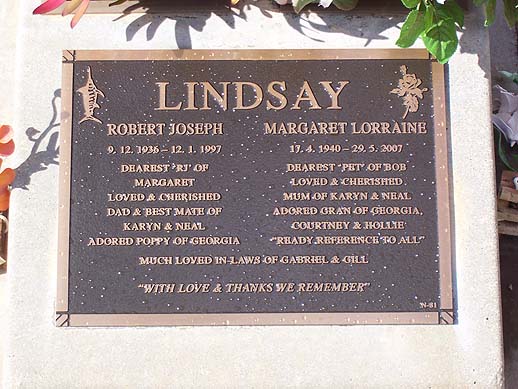 LINDSAY
ROBERT JOSEPH
9. 12. 1936 – 12. 1. 1997
DEAREST 'RJ' OF
MARGARET
LOVED & CHERISHED
DAD & BEST MATE OF
KARYN & NEAL
ADORED POPPY OF GEORGIA
MARGARET LORRAINE
17. 4. 1940 – 29. 5. 2007
DEAREST 'PET' OF BOB
LOVED & CHERISHED
MUM OF KARYN & NEAL
ADORED GRAN OF GEORGIA,
COURTNEY & HOLLIE
"READY REFERENCE TO ALL"
MUCH LOVED IN-LAWS OF GABRIEL & GILL
"WITH LOVE & THANKS WE REMEMBER"